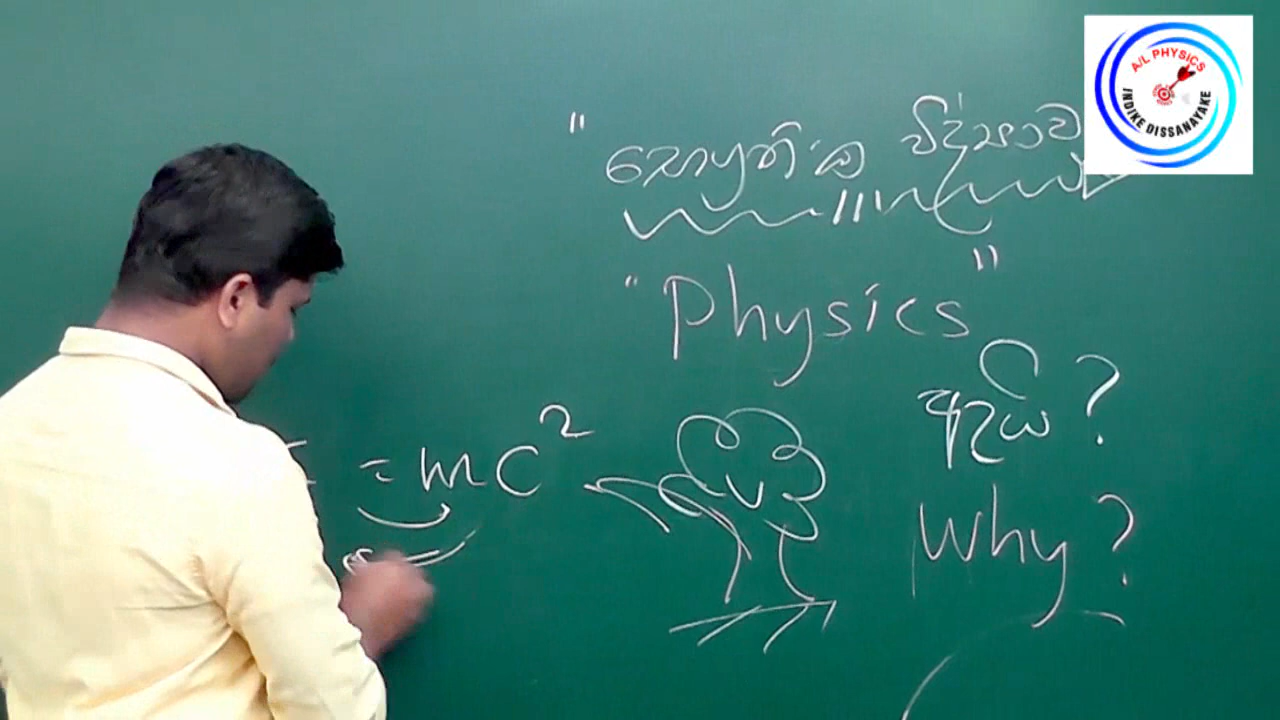 A/L PHYSICS
INDIKE DISSANAYAKE
"භෞතික විද්‍යාව
"Physics"
ඇයි?
= mc²
Why?